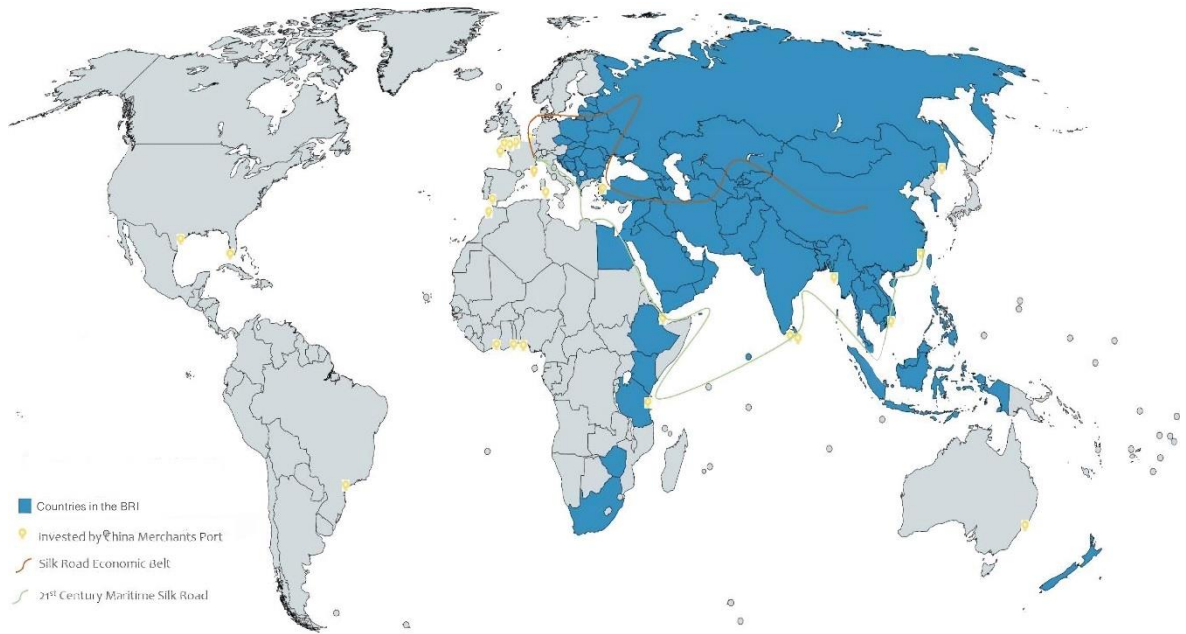 Countries in the BRI
Invested by China Merchants Port
Silk Road Economic Belt
21st Century Maritime Silk Road